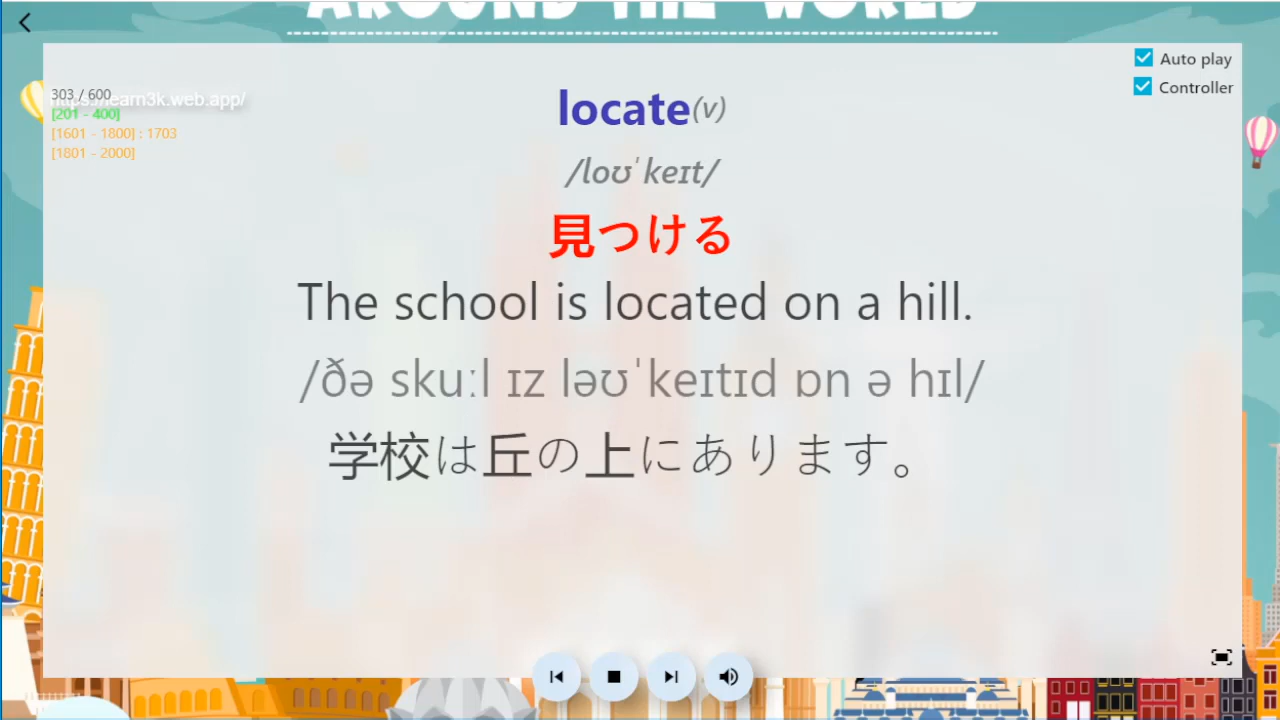 AROUND THE WORLD
Auto play
303 / 600
https://learn3k.web.app/
Controller
[201 - 400]
[1601 - 1800] : 1703
[1801 - 2000]
locate(v)
/loʊˈkeɪt/
見つける
The school is located on a hill.
/ðə skuːl ɪz ləʊˈkeɪtɪd ɒn ə hɪl/
学校は丘の上にあります。